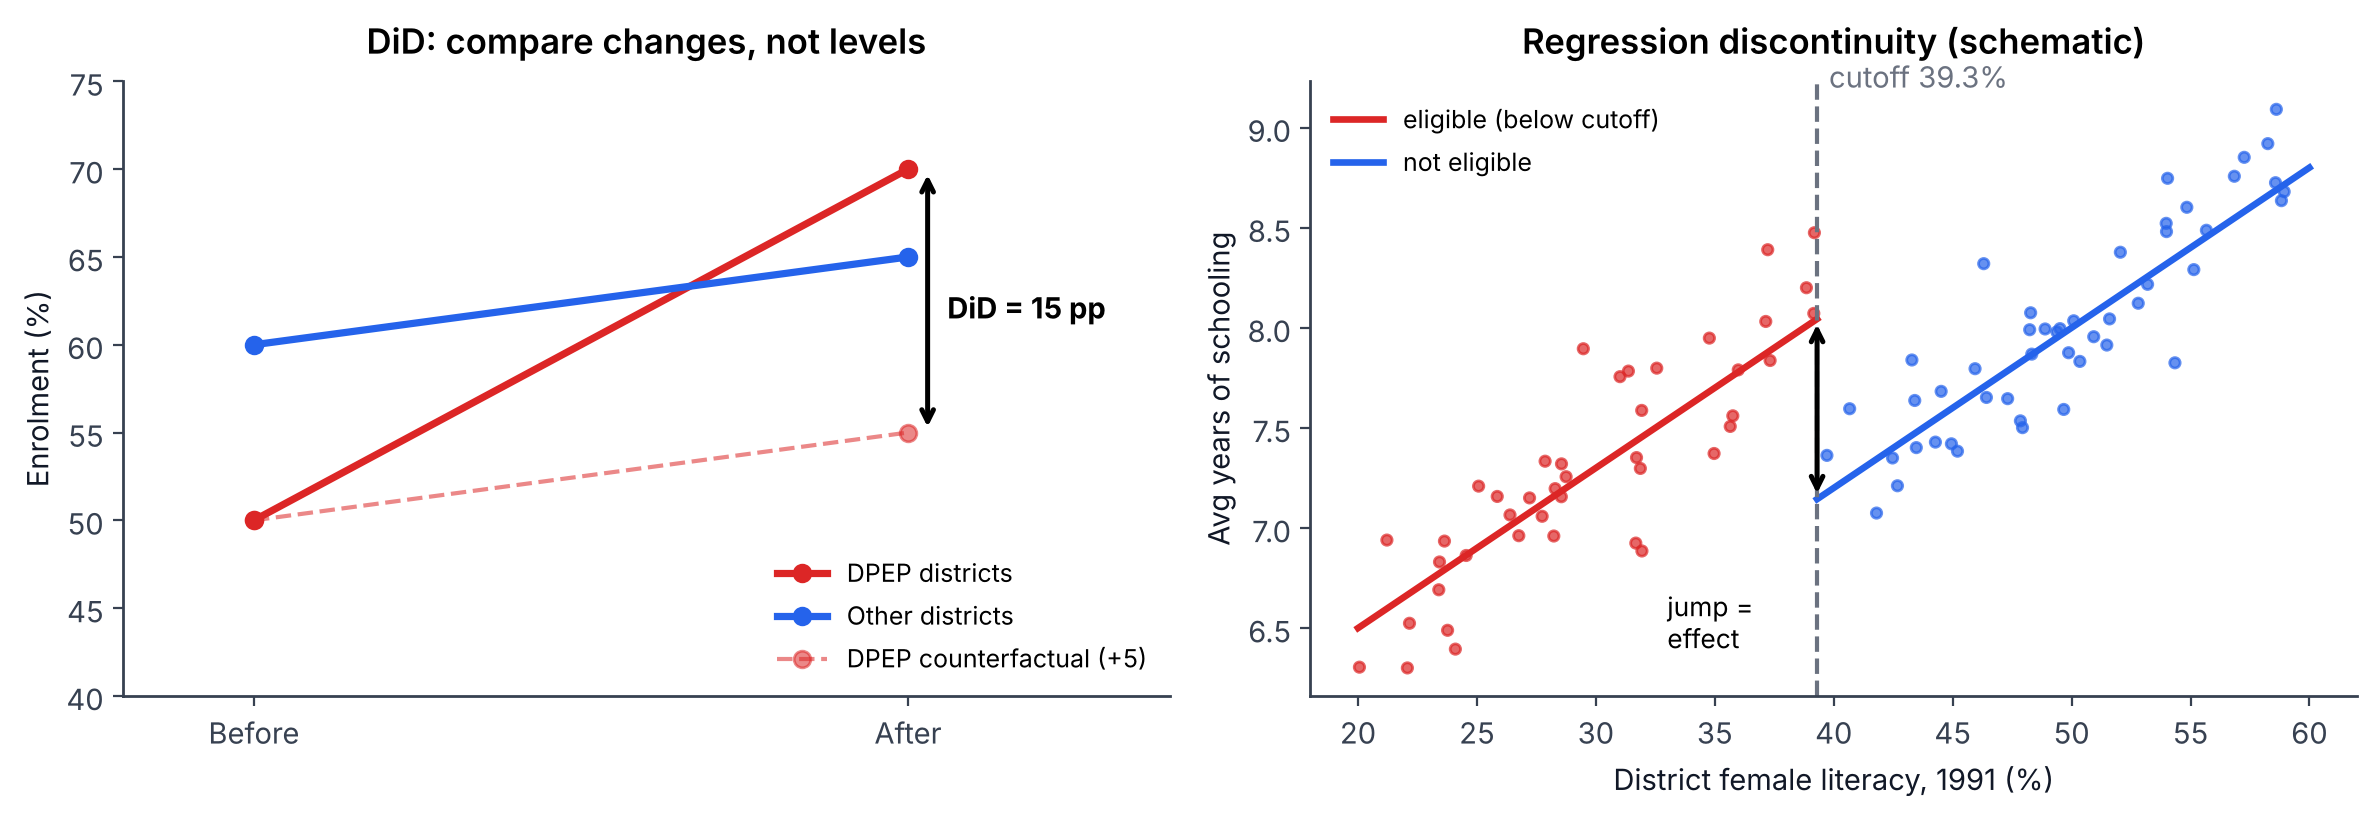 DiD: compare changes, not levels
75
70
65
60
55
50
45
40
Enrolment (%)
DiD = 15 pp
DPEP districts
Other districts
DPEP counterfactual (+5)
Before
After
Regression discontinuity (schematic)
cutoff 39.3%
eligible (below cutoff)
not eligible
9.0
8.5
8.0
7.5
7.0
6.5
Avg years of schooling
jump =
effect
20
25
30
35
40
45
50
55
60
District female literacy, 1991 (%)